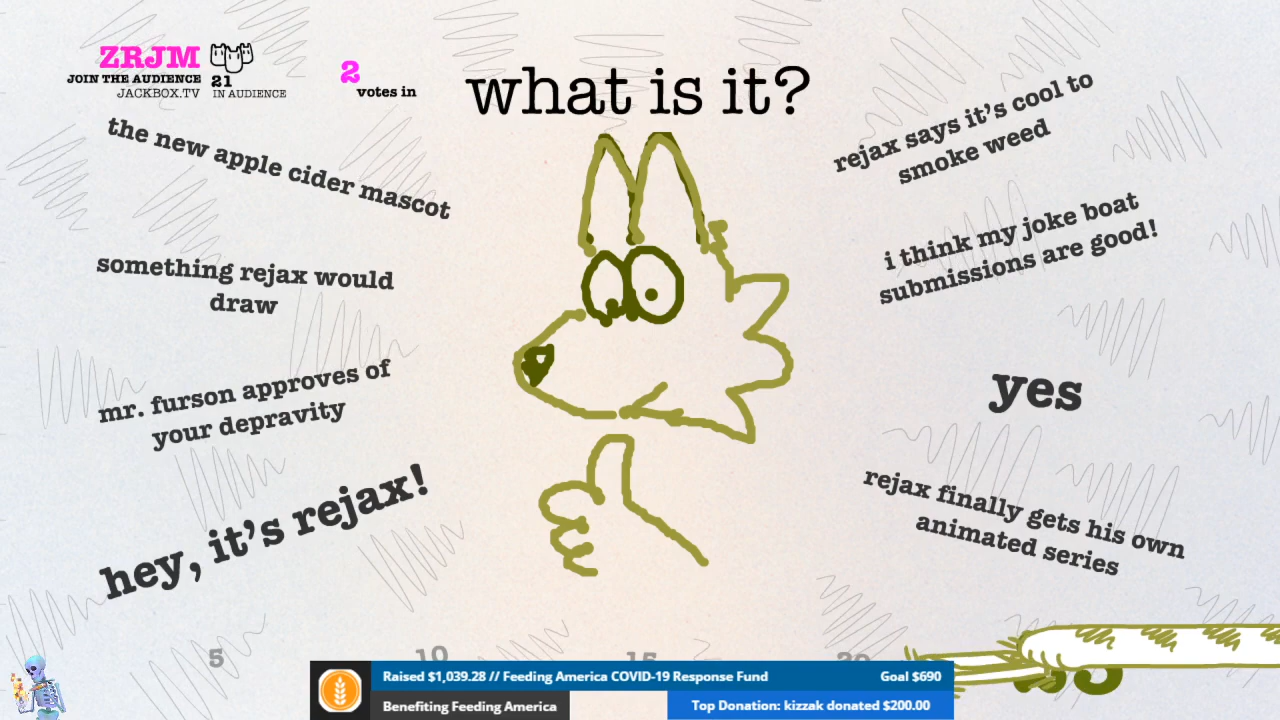 ZRJM
JOIN THE AUDIENCE
JACKBOX.TV
21
IN AUDIENCE
2
votes in
what is it?
the new apple cider mascot
something rejax would
draw
mr. furson approves of
your depravity
hey, it's rejax!
rejax says it's cool to
smoke weed
i think my joke boat
submissions are good!
yes
rejax finally gets his own
animated series
5
10
15
20
Raised $1,039.28 // Feeding America COVID-19 Response Fund
Goal $690
Benefiting Feeding America
Top Donation: kizzak donated $200.00